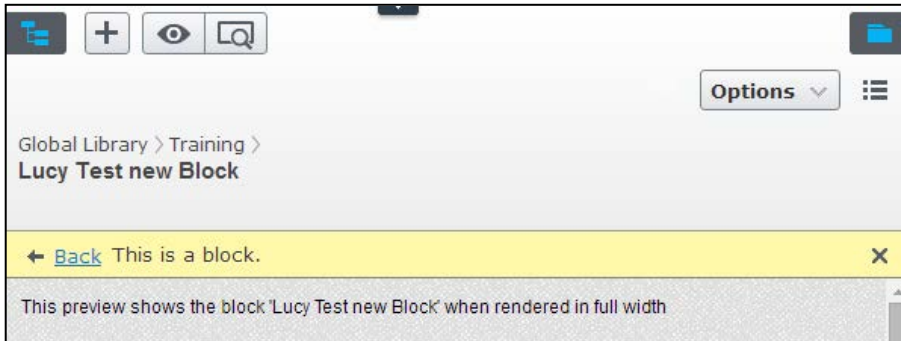 Options
Global Library > Training >
Lucy Test new Block
Back This is a block.
This preview shows the block 'Lucy Test new Block' when rendered in full width